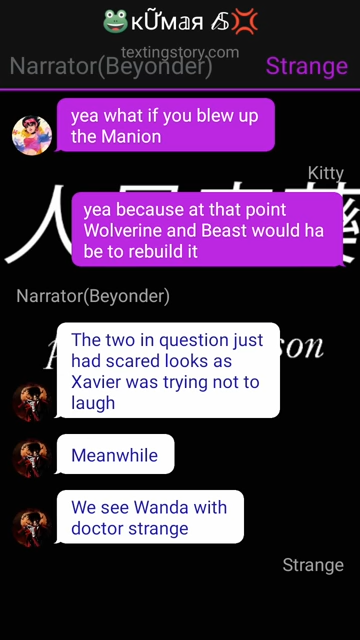 🐸ᴋŨᴍᴀя 𝒮💢
textingstory.com
Narrator(Beyonder) Strange
yea what if you blew up
the Manion
Kitty
yea because at that point
Wolverine and Beast would ha
be to rebuild it
Narrator(Beyonder)
The two in question just
had scared looks as
Xavier was trying not to
laugh
Meanwhile
We see Wanda with
doctor strange
Strange